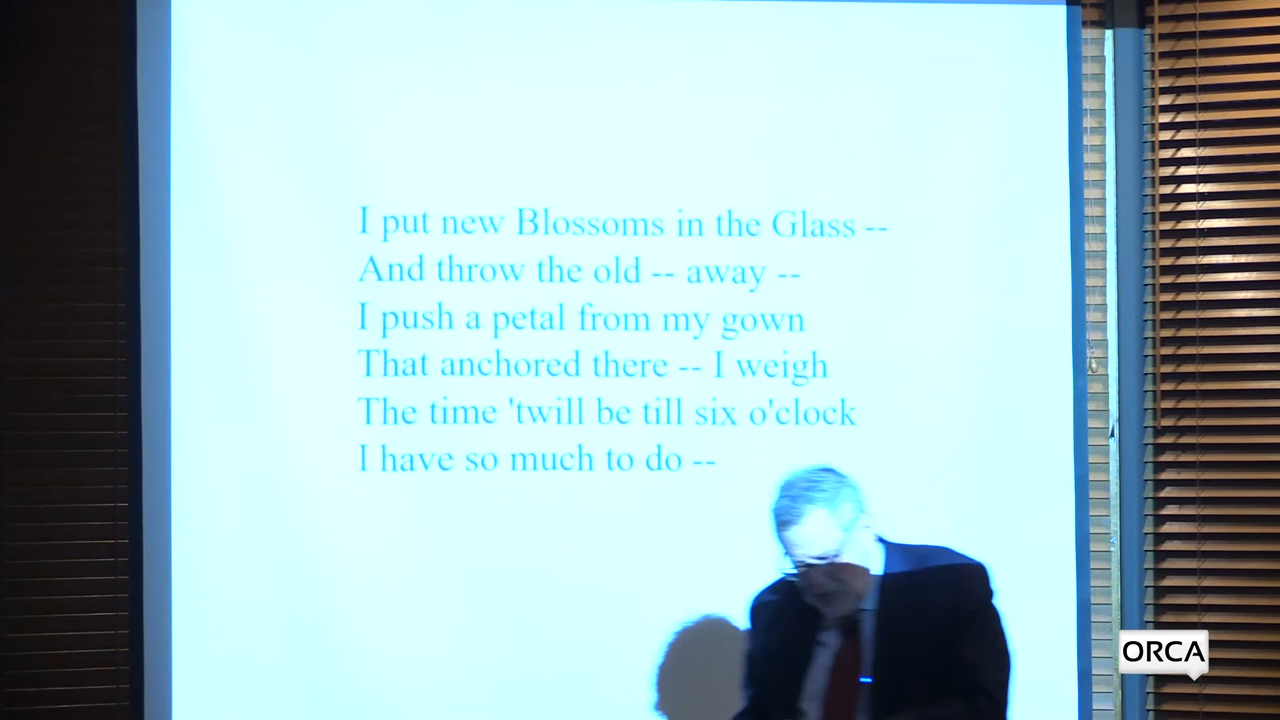 I put new Blossoms in the Glass --
And throw the old -- away --
I push a petal from my gown
That anchored there -- I weigh
The time 'twill be till six o'clock
I have so much to do --
ORCA